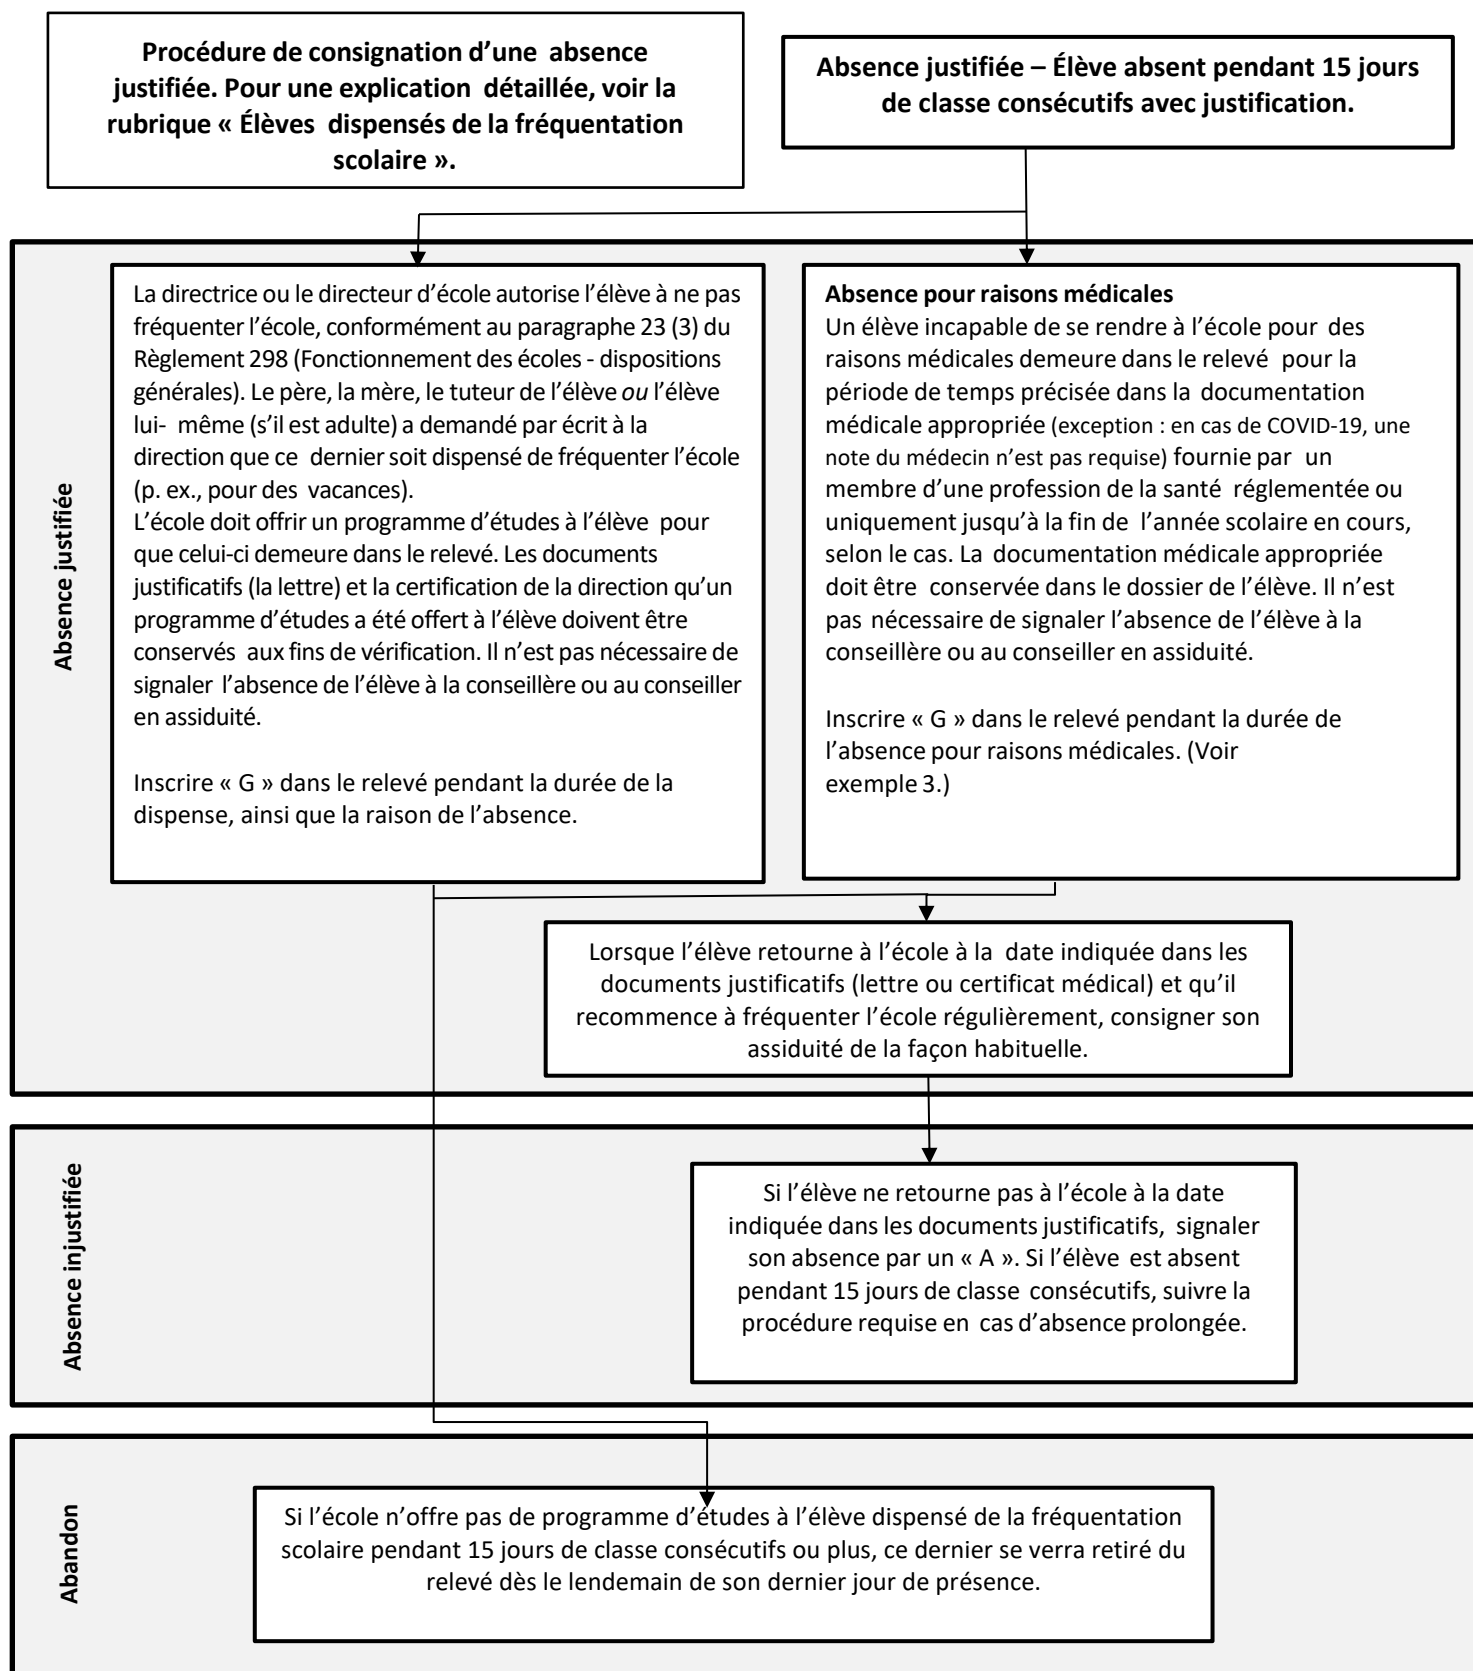 Procédure de consignation d’une absence
justifiée. Pour une explication détaillée, voir la
rubrique « Élèves dispensés de la fréquentation
scolaire ».
Absence justifiée – Élève absent pendant 15 jours
de classe consécutifs avec justification.
Absence justifiée
La directrice ou le directeur d’école autorise l’élève à ne pas
fréquenter l’école, conformément au paragraphe 23 (3) du
Règlement 298 (Fonctionnement des écoles - dispositions
générales). Le père, la mère, le tuteur de l’élève ou l’élève
lui- même (s’il est adulte) a demandé par écrit à la
direction que ce dernier soit dispensé de fréquenter l’école
(p. ex., pour des vacances).
L’école doit offrir un programme d’études à l’élève pour
que celui-ci demeure dans le relevé. Les documents
justificatifs (la lettre) et la certification de la direction qu’un
programme d’études a été offert à l’élève doivent être
conservés aux fins de vérification. Il n’est pas nécessaire de
signaler l’absence de l’élève à la conseillère ou au conseiller
en assiduité.
Inscrire « G » dans le relevé pendant la durée de la
dispense, ainsi que la raison de l’absence.
Absence pour raisons médicales
Un élève incapable de se rendre à l’école pour des
raisons médicales demeure dans le relevé pour la
période de temps précisée dans la documentation
médicale appropriée (exception : en cas de COVID-19, une
note du médecin n’est pas requise) fournie par un
membre d’une profession de la santé réglementée ou
uniquement jusqu’à la fin de l’année scolaire en cours,
selon le cas. La documentation médicale appropriée
doit être conservée dans le dossier de l’élève. Il n’est
pas nécessaire de signaler l’absence de l’élève à la
conseillère ou au conseiller en assiduité.
Inscrire « G » dans le relevé pendant la durée de
l’absence pour raisons médicales. (Voir
exemple 3.)
Lorsque l’élève retourne à l’école à la date indiquée dans les
documents justificatifs (lettre ou certificat médical) et qu’il
recommence à fréquenter l’école régulièrement, consigner son
assiduité de la façon habituelle.
Absence injustifiée
Si l’élève ne retourne pas à l’école à la date
indiquée dans les documents justificatifs, signaler
son absence par un « A ». Si l’élève est absent
pendant 15 jours de classe consécutifs, suivre la
procédure requise en cas d’absence prolongée.
Abandon
Si l’école n’offre pas de programme d’études à l’élève dispensé de la fréquentation
scolaire pendant 15 jours de classe consécutifs ou plus, ce dernier se verra retiré du
relevé dès le lendemain de son dernier jour de présence.